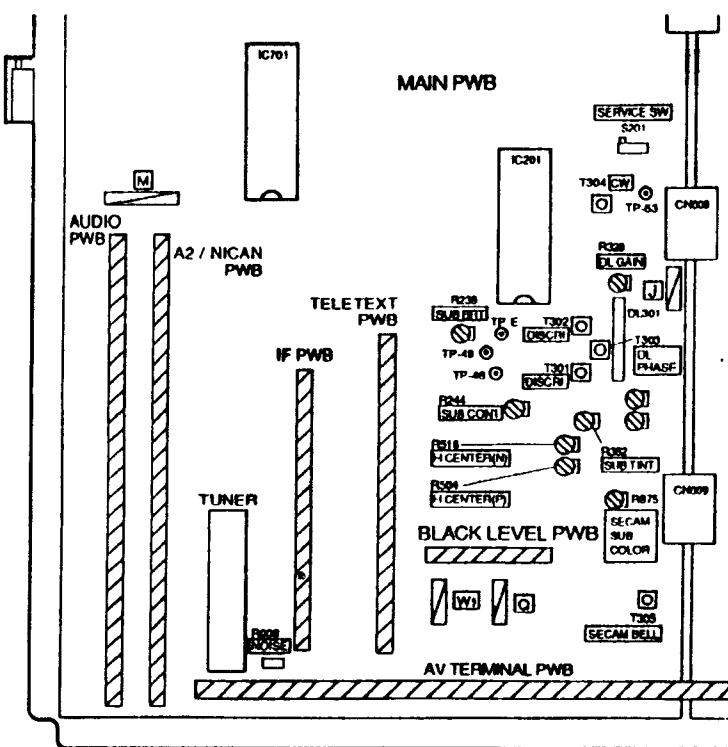 IC701
MAIN PWB
SERVICE SW
S201
IC201
T304 CW
TP-53
CN008
M
AUDIO
PWB
A2 / NICAN
PWB
R328
DL GAIN
J
TELETEXT
PWB
R238
SUB BRT
TP-E
T302
DISCRI
DL301
T303
DL
PHASE
IF PWB
TP-49
TP-48
T301
DISCRI
R244
SUB CONT
R516
H CENTER(N)
R382
SUB TINT
R504
H CENTER(P)
CN009
TUNER
R875
SECAM
SUB
COLOR
BLACK LEVEL PWB
W1
Q
T305
SECAM BELL
NOISE
AV TERMINAL PWB